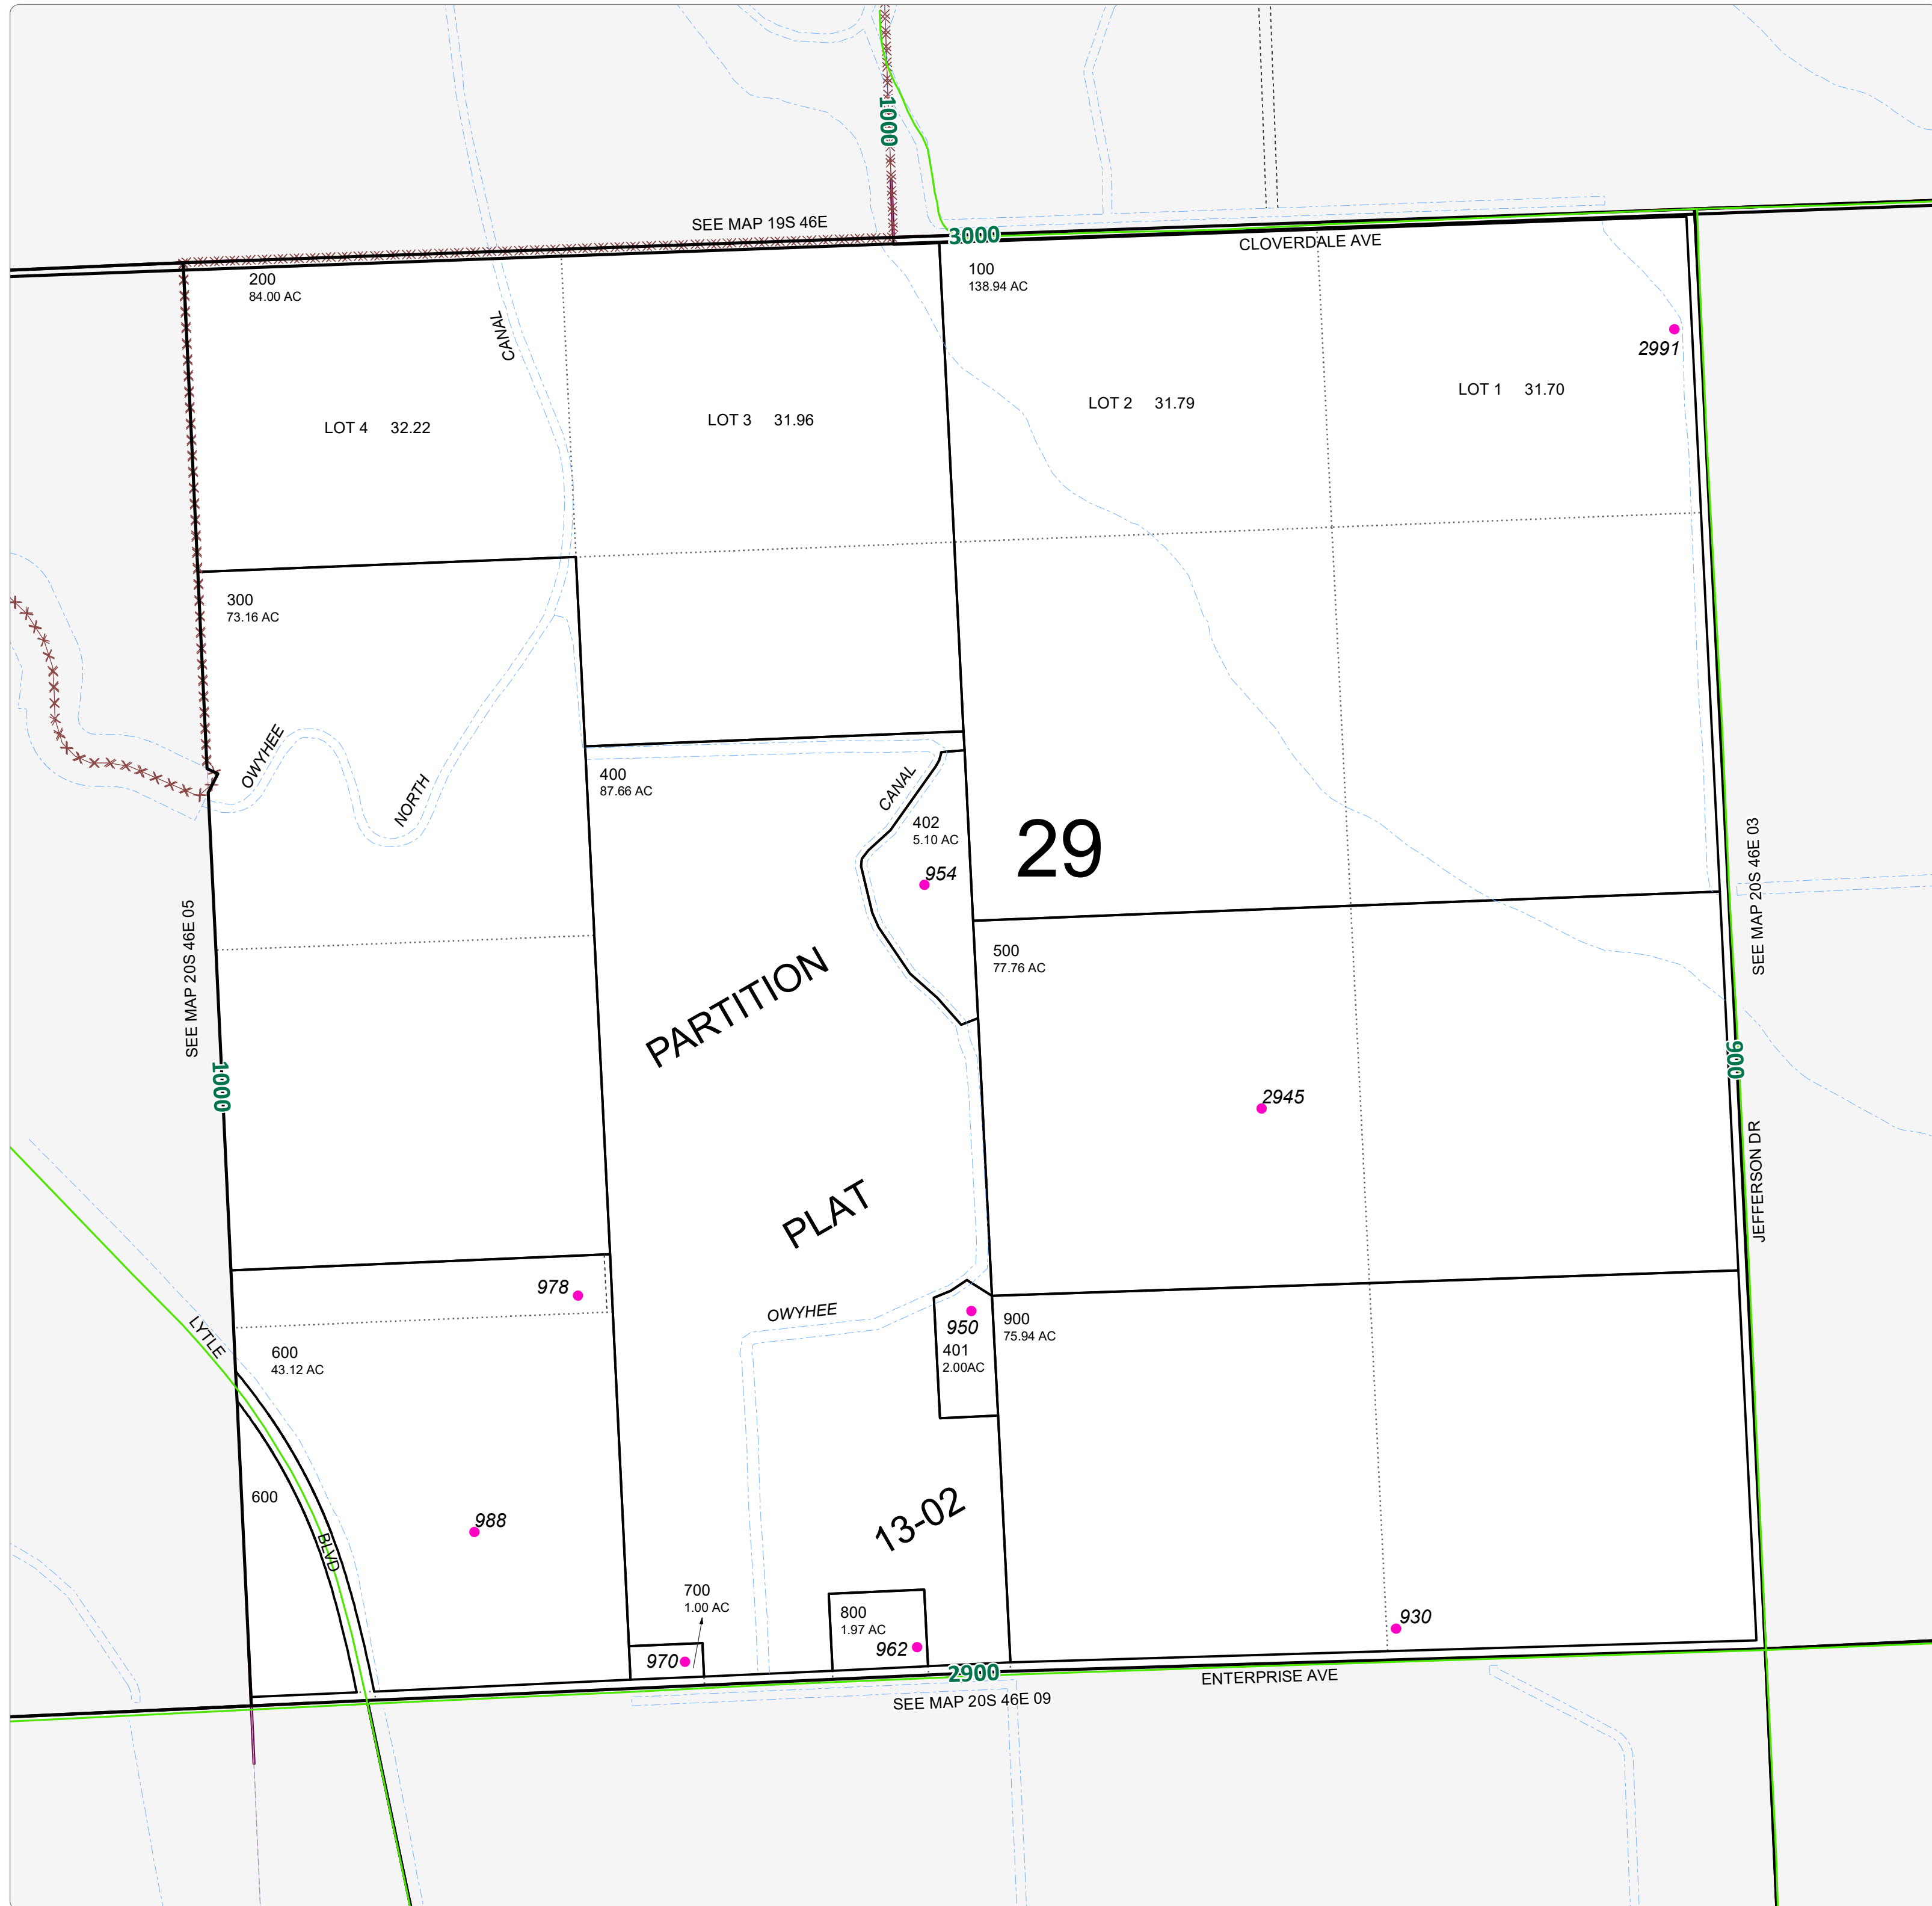 1000
SEE MAP 19S 46E
3000
CLOVERDALE AVE
200
84.00 AC
100
138.94 AC
CANAL
2991
LOT 4 32.22
LOT 3 31.96
LOT 2 31.79
LOT 1 31.70
300
73.16 AC
OWYHEE
NORTH
400
87.66 AC
CANAL
402
5.10 AC
954
29
SEE MAP 20S 46E 03
SEE MAP 20S 46E 05
500
77.76 AC
PARTITION
1000
900
2945
JEFFERSON DR
PLAT
978
OWYHEE
950
401
2.00AC
900
75.94 AC
LYTLE
600
43.12 AC
600
988
BLVD
13-02
700
1.00 AC
970
800
1.97 AC
962
930
2900
ENTERPRISE AVE
SEE MAP 20S 46E 09